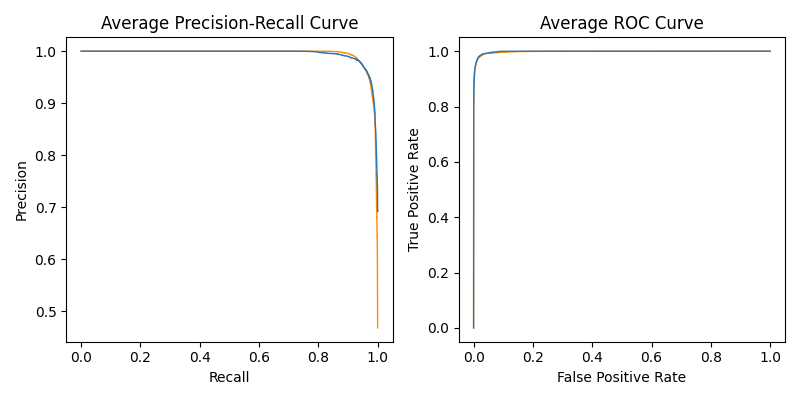 Average Precision-Recall Curve
Precision
1.0
0.9
0.8
0.7
0.6
0.5
0.0 0.2 0.4 0.6 0.8 1.0
Recall
Average ROC Curve
True Positive Rate
1.0
0.8
0.6
0.4
0.2
0.0
0.0 0.2 0.4 0.6 0.8 1.0
False Positive Rate